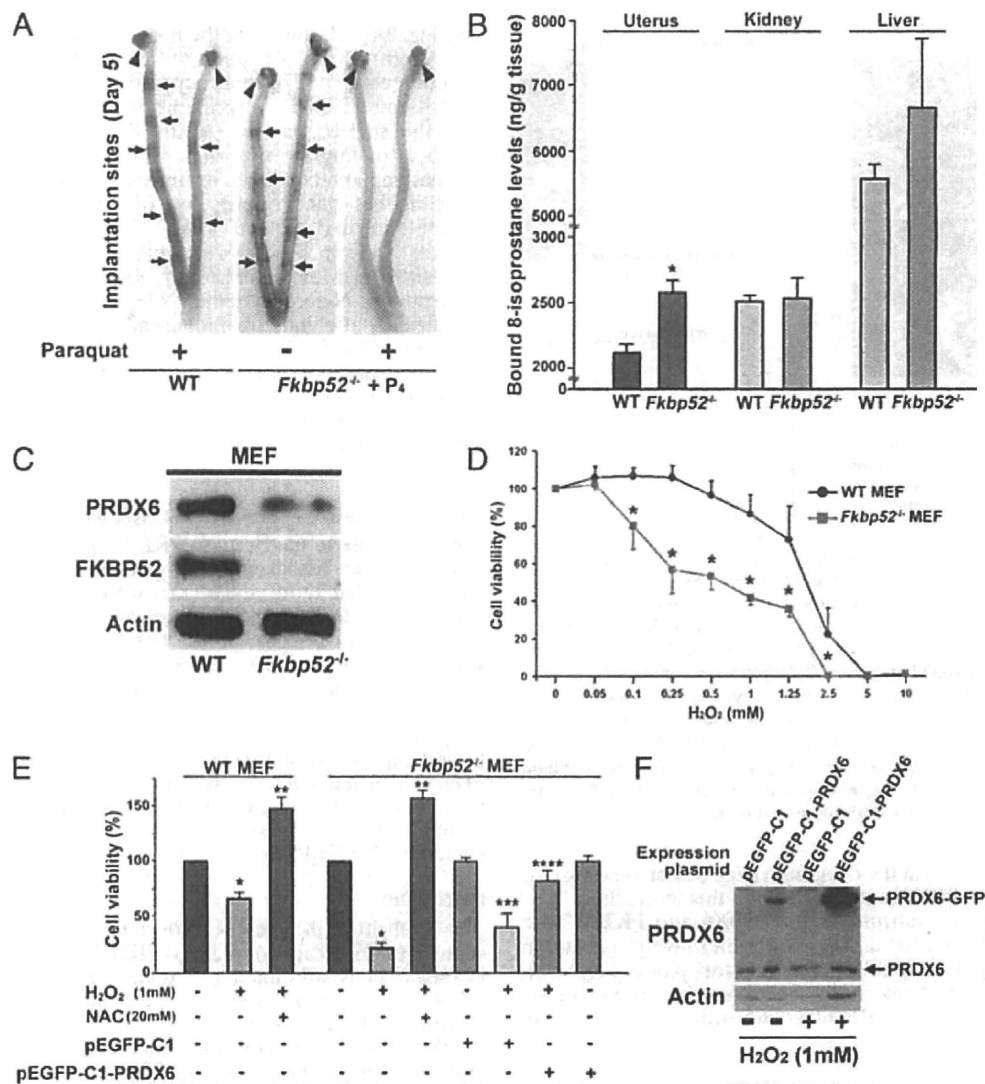 A
Implantation sites (Day 5)
Paraquat + - +
WT Fkbp52-/- + P4
B
Uterus Kidney Liver
Bound 8-isoprostane levels (ng/g tissue)
8000
7000
6000
5000
3000
2500
2000
0
WT Fkbp52-/- WT Fkbp52-/- WT Fkbp52-/-
*
C
MEF
PRDX6
FKBP52
Actin
WT Fkbp52-/-
D
Cell viability (%)
120
100
80
60
40
20
0
WT MEF
Fkbp52-/- MEF
* * * * * *
0 0.05 0.1 0.25 0.5 1 1.25 2.5 5 10
H2O2 (mM)
E
WT MEF Fkbp52-/- MEF
Cell viability (%)
150
100
50
0
* ** * ** *** ****
H2O2 (1mM) - - + - + + - + + -
NAC (20mM) - - + - - + - - - -
pEGFP-C1 - - - - - - + + - -
pEGFP-C1-PRDX6 - - - - - - - - + +
F
Expression plasmid
pEGFP-C1
pEGFP-C1-PRDX6
pEGFP-C1
pEGFP-C1-PRDX6
PRDX6
PRDX6-GFP
PRDX6
Actin
- - + +
H2O2 (1mM)